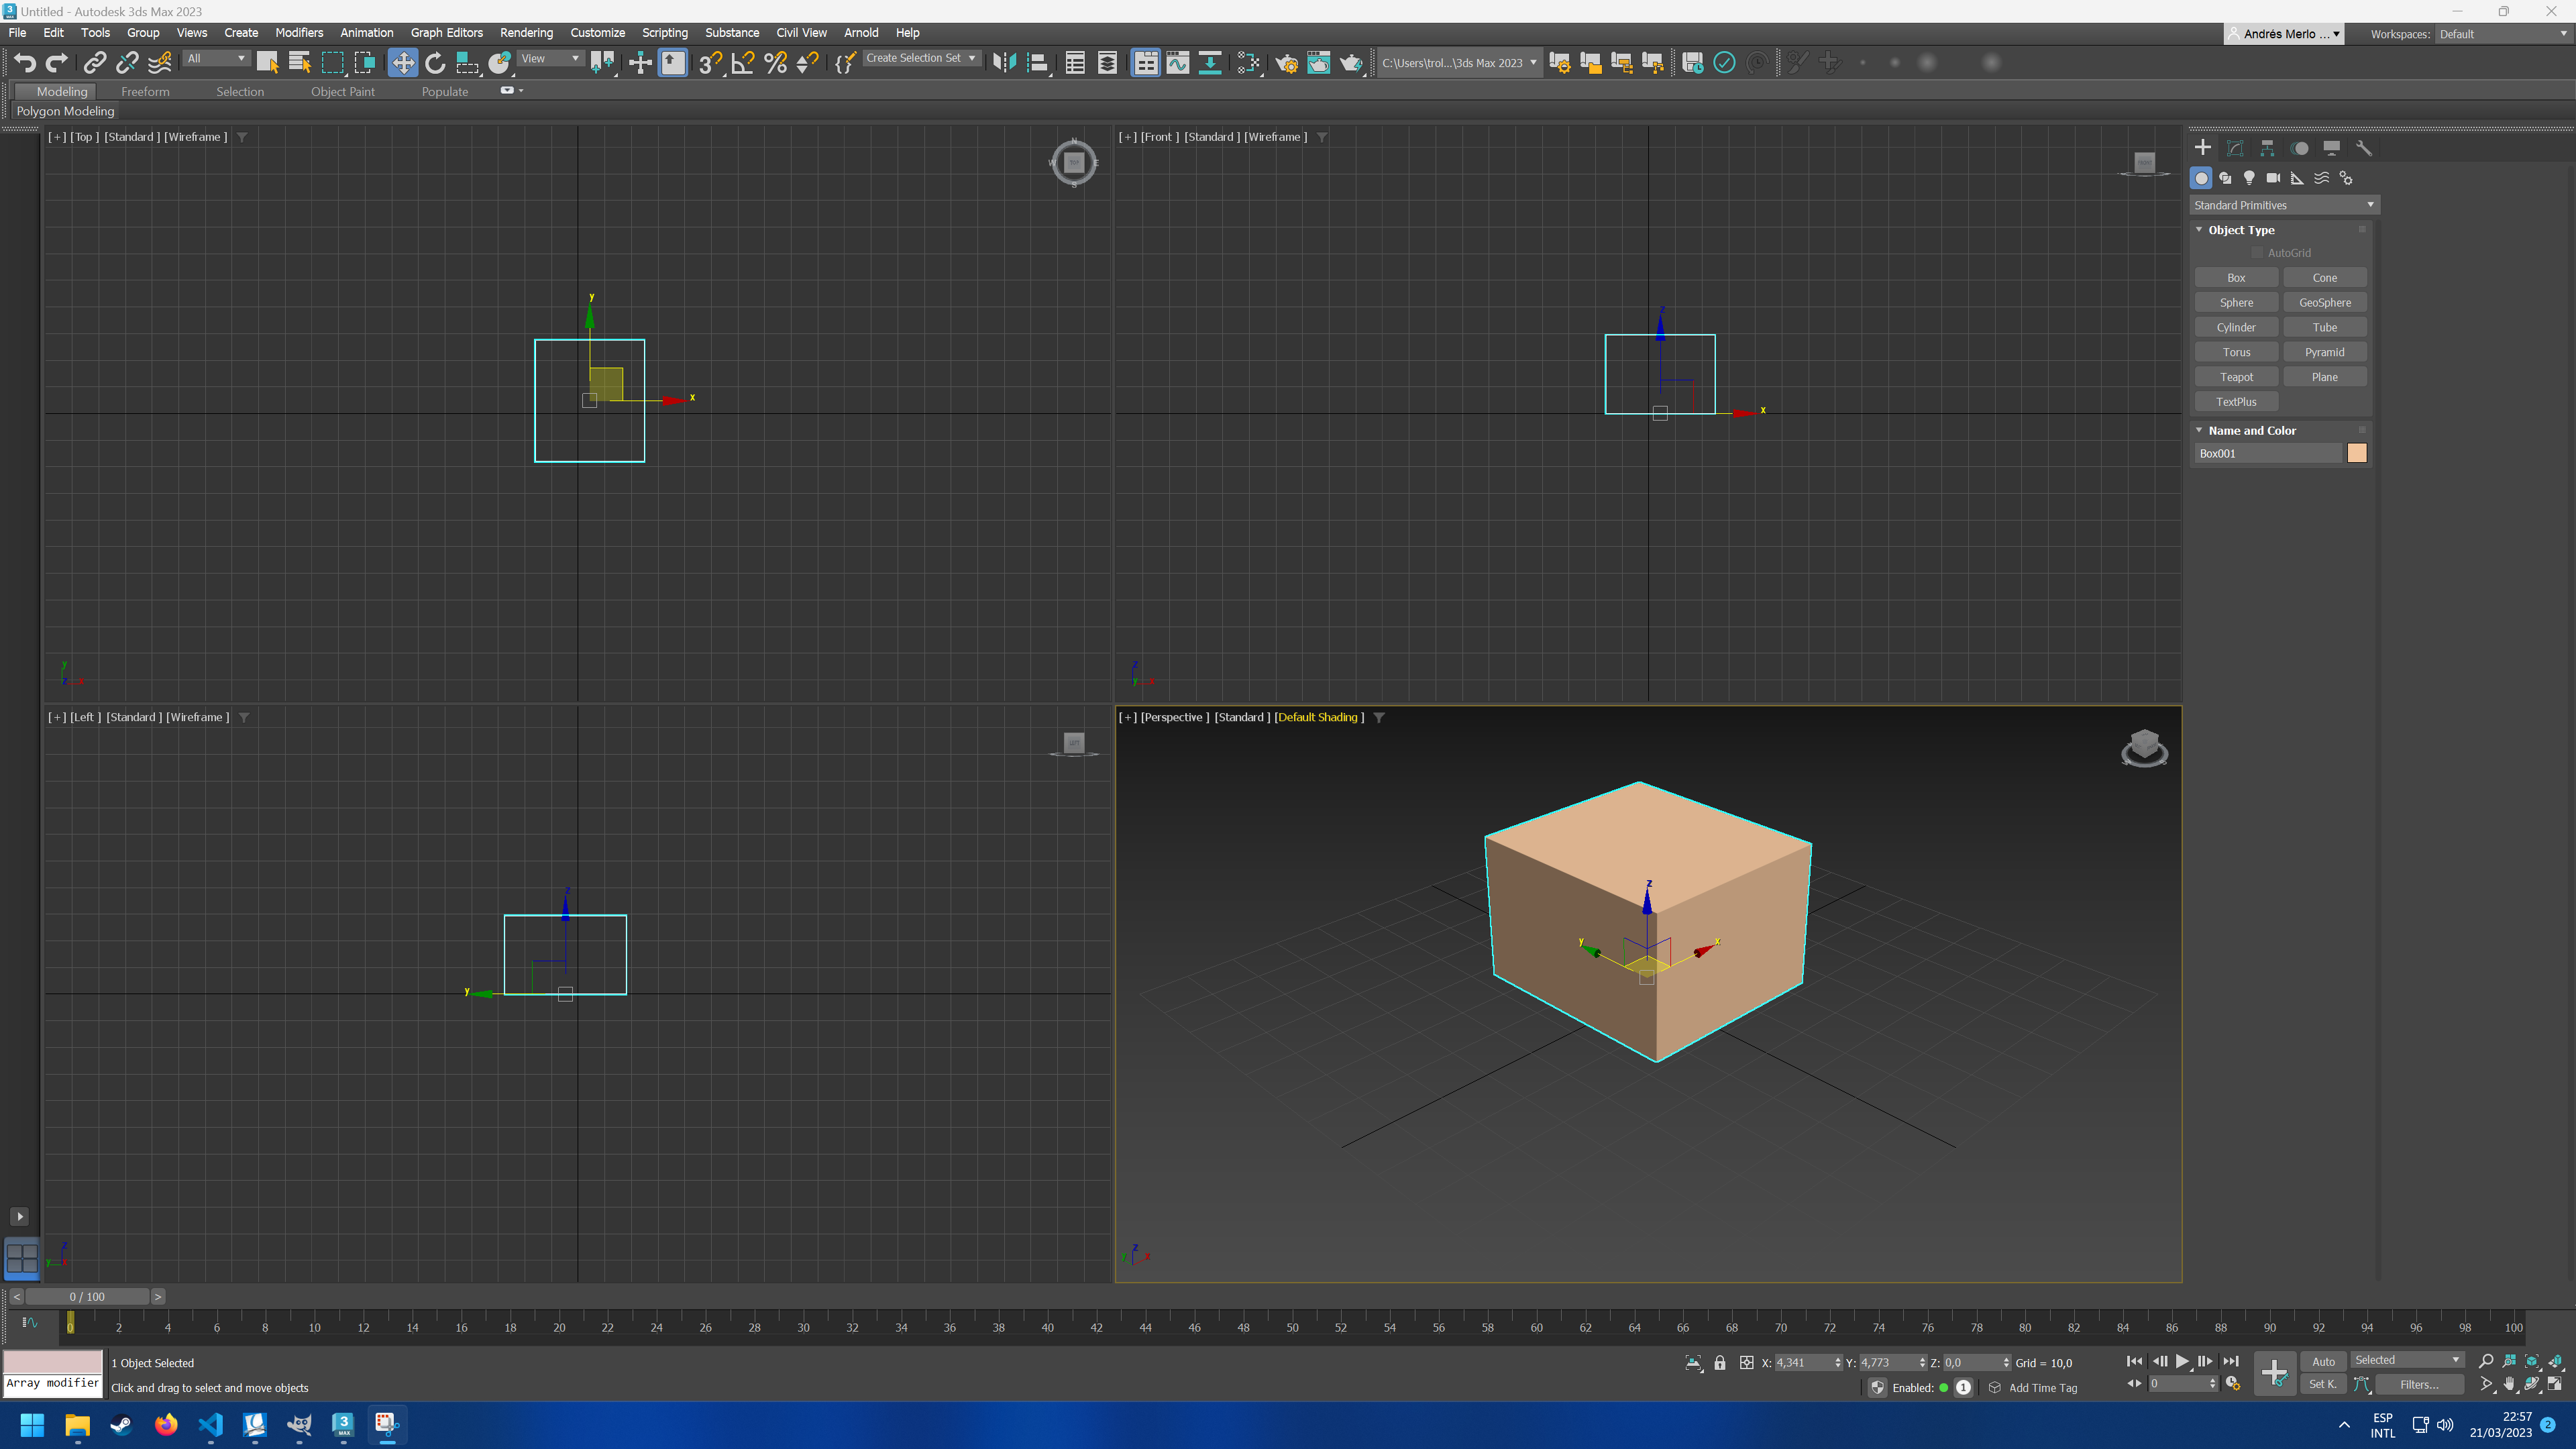 Untitled - Autodesk 3ds Max 2023
File Edit Tools Group Views Create Modifiers Animation Graph Editors Rendering Customize Scripting Substance Civil View Arnold Help
Andrés Merlo ... Workspaces: Default
All View Create Selection Set C:\Users\trol...\3ds Max 2023
Modeling Freeform Selection Object Paint Populate
Polygon Modeling
[+] [Top ] [Standard ] [Wireframe ]
N
W TOP E
S
y
x
y
z x
[+] [Front ] [Standard ] [Wireframe ]
z
x
z
y x
[+] [Left ] [Standard ] [Wireframe ]
z
y
z
y x
[+] [Perspective ] [Standard ] [Default Shading ]
z
y x
z
y x
Standard Primitives
Object Type
AutoGrid
Box Cone
Sphere GeoSphere
Cylinder Tube
Torus Pyramid
Teapot Plane
TextPlus
Name and Color
Box001
< 0 / 100 >
0 2 4 6 8 10 12 14 16 18 20 22 24 26 28 30 32 34 36 38 40 42 44 46 48 50 52 54 56 58 60 62 64 66 68 70 72 74 76 78 80 82 84 86 88 90 92 94 96 98 100
Array modifier
1 Object Selected
Click and drag to select and move objects
X: 4,341 Y: 4,773 Z: 0,0 Grid = 10,0
Enabled: 1 Add Time Tag
0
Auto Selected
Set K. Filters...
3
MAX
ESP
INTL
22:57
21/03/2023
2